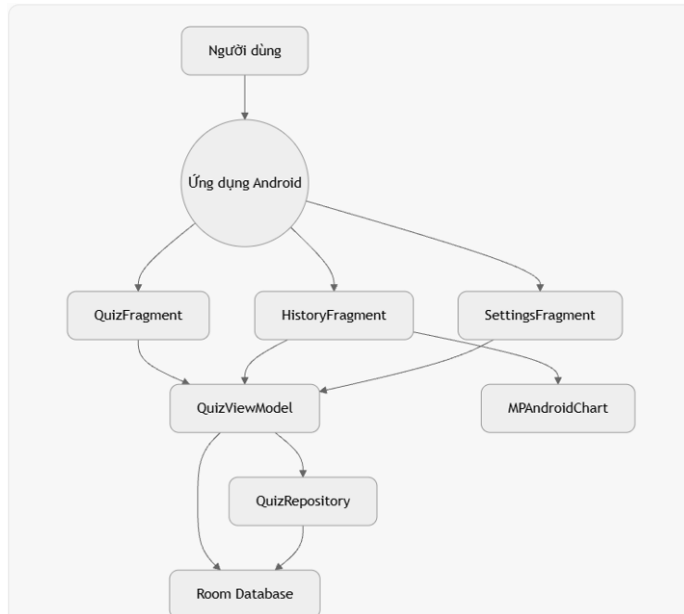 Người dùng
Ứng dụng Android
QuizFragment
HistoryFragment
SettingsFragment
QuizViewModel
MPAndroidChart
QuizRepository
Room Database